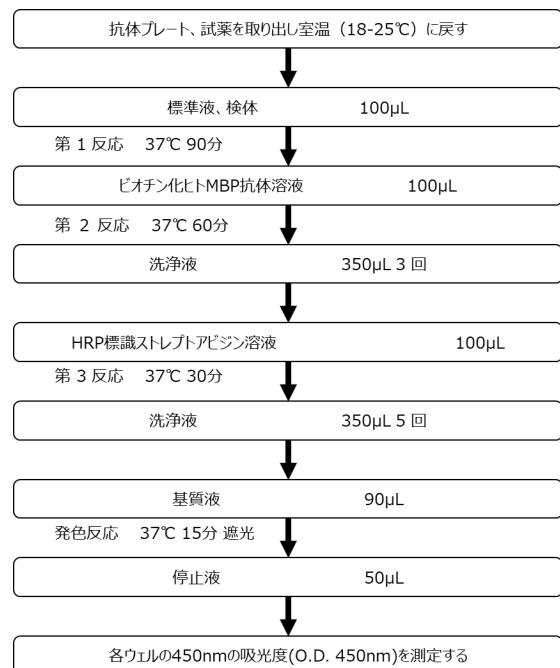 抗体プレート、試薬を取り出し室温（18-25℃）に戻す
標準液、検体 100μL
第 1 反応 37℃ 90分
ビオチン化ヒトMBP抗体溶液 100μL
第 2 反応 37℃ 60分
洗浄液 350μL 3 回
HRP標識ストレプトアビジン溶液 100μL
第 3 反応 37℃ 30分
洗浄液 350μL 5 回
基質液 90μL
発色反応 37℃ 15分 遮光
停止液 50μL
各ウェルの450nmの吸光度(O.D. 450nm)を測定する